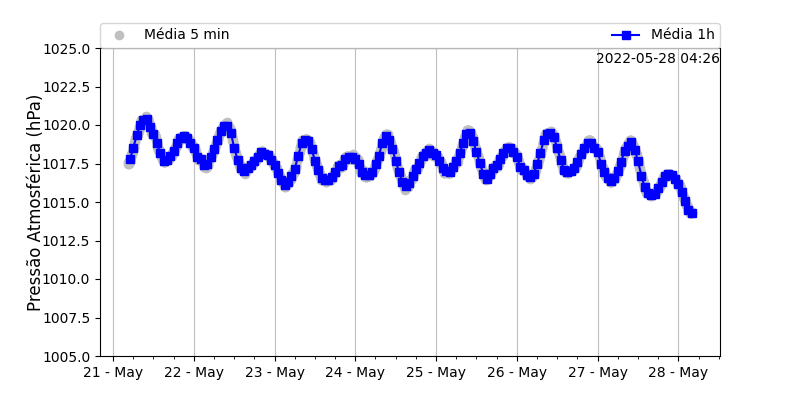 Média 5 min
Média 1h
2022-05-28 04:26
Pressão Atmosférica (hPa)
1025.0
1022.5
1020.0
1017.5
1015.0
1012.5
1010.0
1007.5
1005.0
21 - May 22 - May 23 - May 24 - May 25 - May 26 - May 27 - May 28 - May